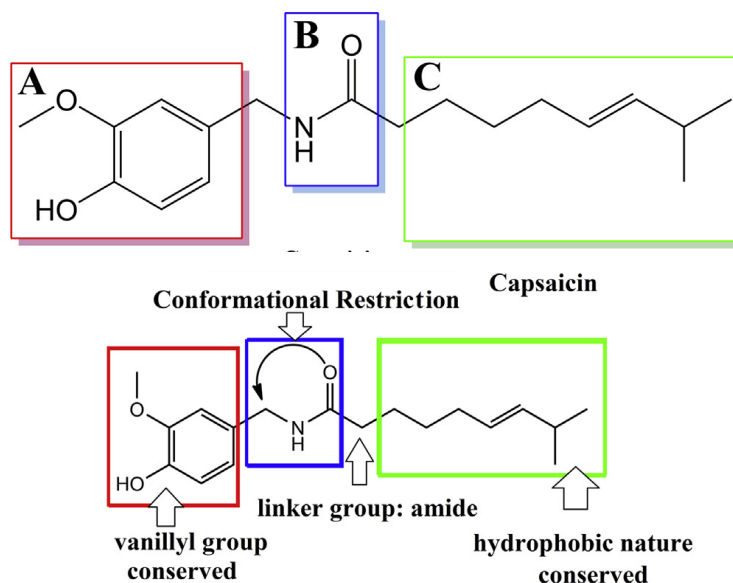 A
B
C
O
O
HO
N
H
Capsaicin
Conformational Restriction
O
O
HO
N
H
linker group: amide
vanillyl group
conserved
hydrophobic nature
conserved